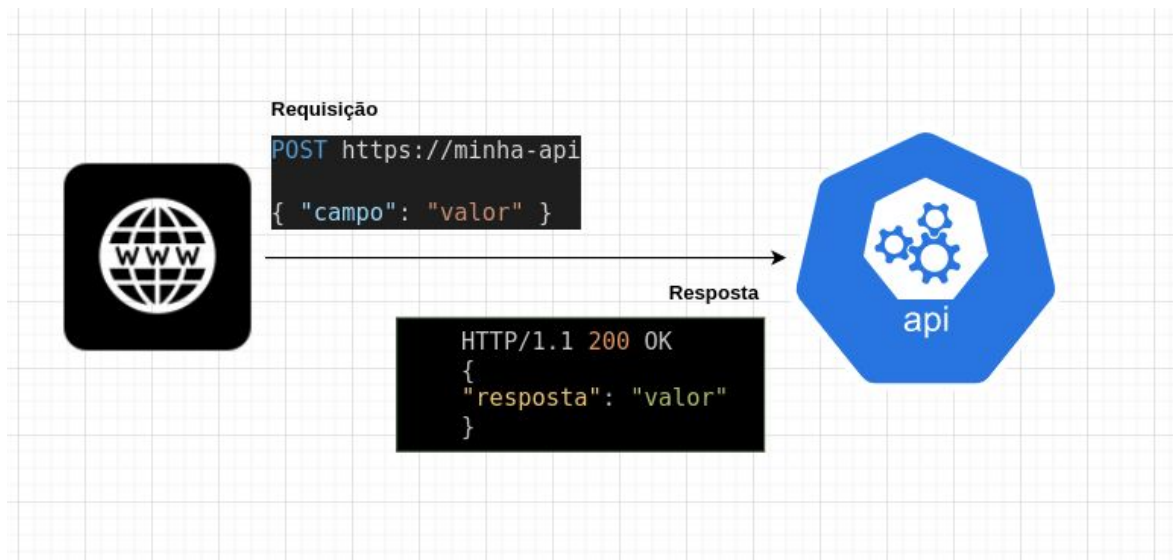 Requisição
POST https://minha-api
{ "campo": "valor" }
WWW
Resposta
HTTP/1.1 200 OK
{
"resposta": "valor"
}
api